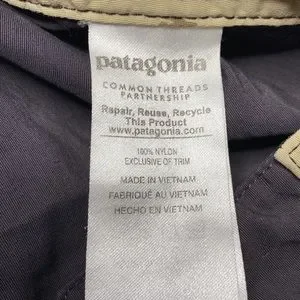 patagonia
COMMON THREADS
PARTNERSHIP
Repair, Reuse, Recycle
This Product
www.patagonia.com
100% NYLON
EXCLUSIVE OF TRIM
MADE IN VIETNAM
FABRIQUÉ AU VIETNAM
HECHO EN VIETNAM